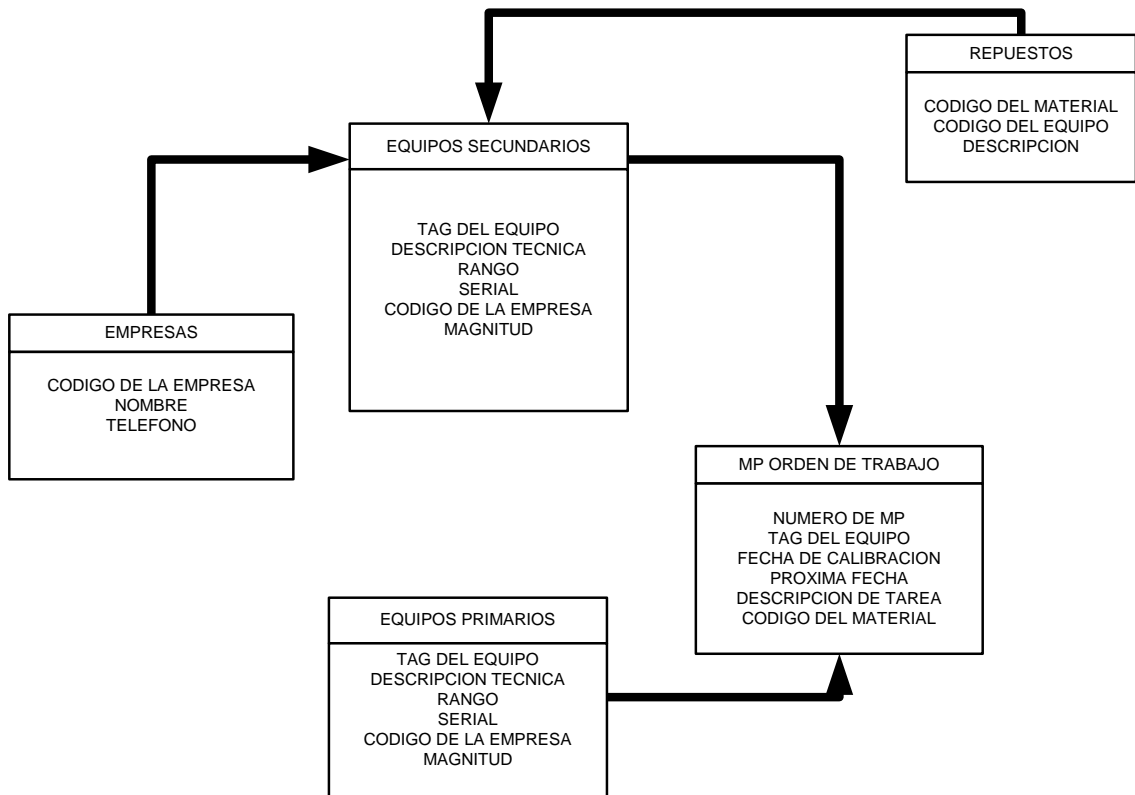 REPUESTOS
CODIGO DEL MATERIAL
CODIGO DEL EQUIPO
DESCRIPCION
EQUIPOS SECUNDARIOS
TAG DEL EQUIPO
DESCRIPCION TECNICA
RANGO
SERIAL
CODIGO DE LA EMPRESA
MAGNITUD
EMPRESAS
CODIGO DE LA EMPRESA
NOMBRE
TELEFONO
MP ORDEN DE TRABAJO
NUMERO DE MP
TAG DEL EQUIPO
FECHA DE CALIBRACION
PROXIMA FECHA
DESCRIPCION DE TAREA
CODIGO DEL MATERIAL
EQUIPOS PRIMARIOS
TAG DEL EQUIPO
DESCRIPCION TECNICA
RANGO
SERIAL
CODIGO DE LA EMPRESA
MAGNITUD